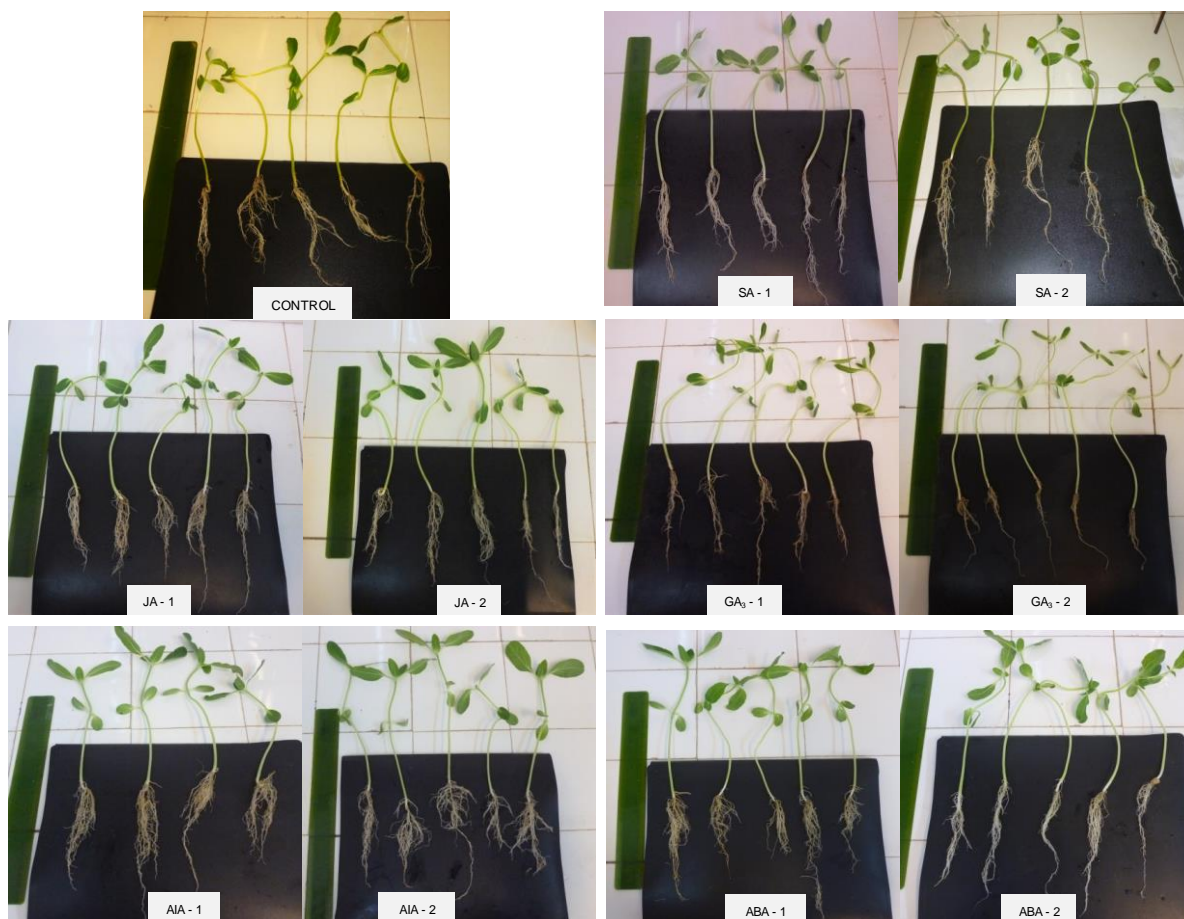 CONTROL
SA - 1
SA - 2
JA - 1
JA - 2
GA₃ - 1
GA₃ - 2
AIA - 1
AIA - 2
ABA - 1
ABA - 2